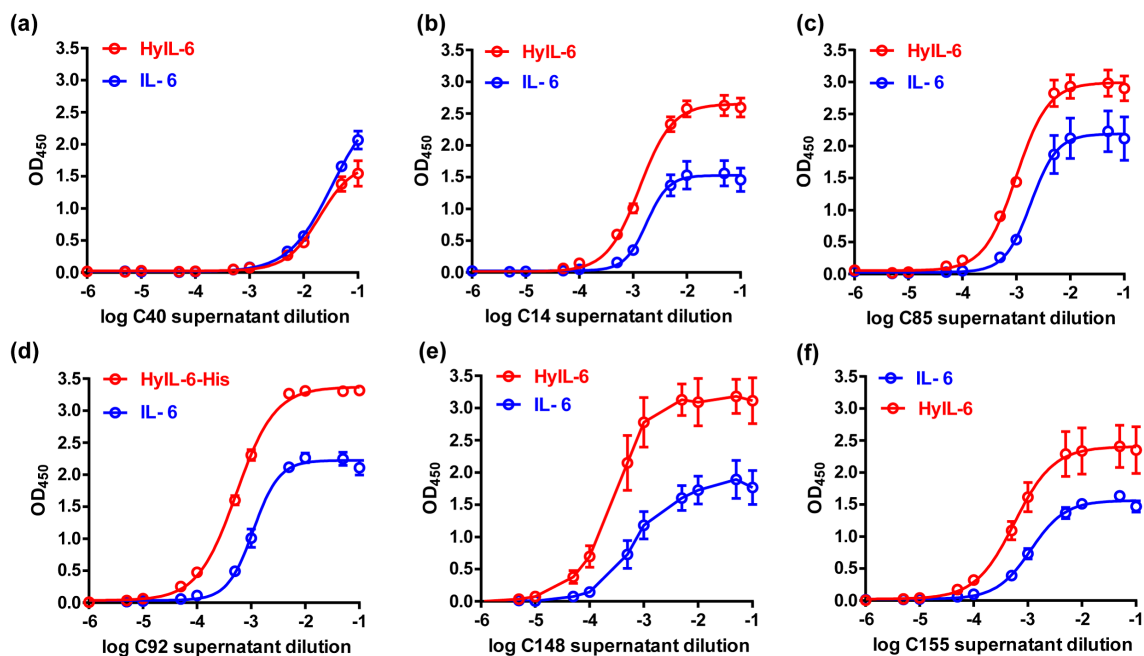 (a)
HyIL-6
IL- 6
3.5
3.0
2.5
2.0
1.5
1.0
0.5
0.0
OD450
-6 -5 -4 -3 -2 -1
log C40 supernatant dilution
(b)
HyIL-6
IL- 6
3.5
3.0
2.5
2.0
1.5
1.0
0.5
0.0
OD450
-6 -5 -4 -3 -2 -1
log C14 supernatant dilution
(c)
HyIL-6
IL- 6
3.5
3.0
2.5
2.0
1.5
1.0
0.5
0.0
OD450
-6 -5 -4 -3 -2 -1
log C85 supernatant dilution
(d)
HyIL-6-His
IL- 6
3.5
3.0
2.5
2.0
1.5
1.0
0.5
0.0
OD450
-6 -5 -4 -3 -2 -1
log C92 supernatant dilution
(e)
HyIL-6
IL- 6
3.5
3.0
2.5
2.0
1.5
1.0
0.5
0.0
OD450
-6 -5 -4 -3 -2 -1
log C148 supernatant dilution
(f)
IL- 6
HyIL-6
3.5
3.0
2.5
2.0
1.5
1.0
0.5
0.0
OD450
-6 -5 -4 -3 -2 -1
log C155 supernatant dilution